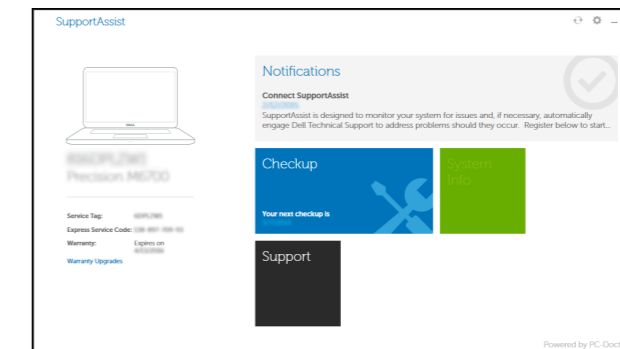 SupportAssist
Notifications
Connect SupportAssist
SupportAssist is designed to monitor your system for issues and, if necessary, automatically
engage Dell Technical Support to address problems should they occur. Register below to start...
Precision M6700
Checkup
System
Info
Your next checkup is
Service Tag:
Express Service Code:
Warranty: Expires on
Warranty Upgrades
Support
Powered by PC-Doct